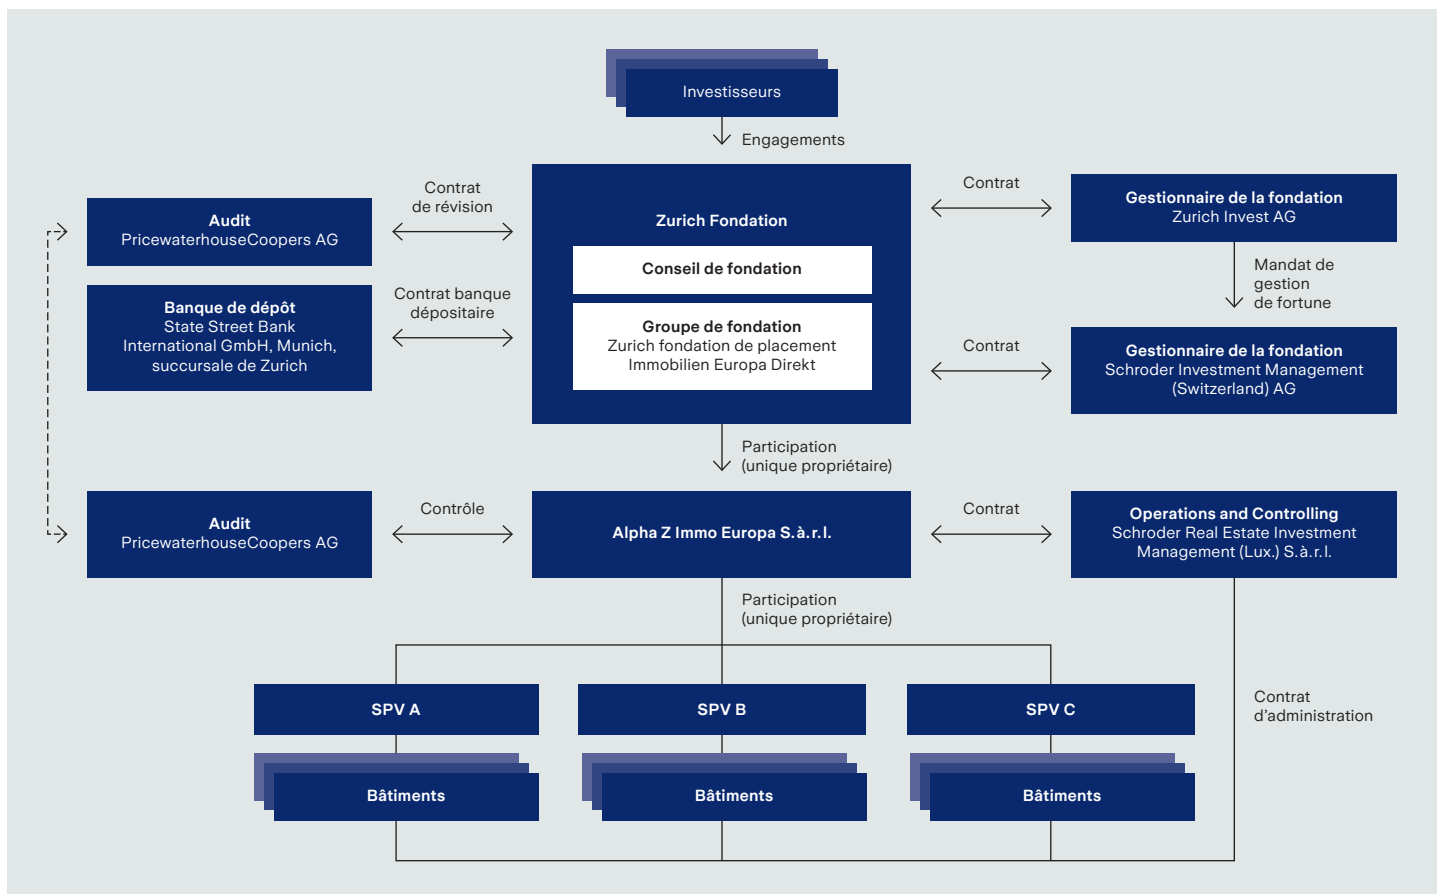 Investisseurs
Engagements
Contrat
de révision
Contrat
Audit
PricewaterhouseCoopers AG
Zurich Fondation
Gestionnaire de la fondation
Zurich Invest AG
Conseil de fondation
Mandat de
gestion
de fortune
Banque de dépôt
State Street Bank
International GmbH, Munich,
succursale de Zurich
Contrat banque
dépositaire
Groupe de fondation
Zurich fondation de placement
Immobilien Europa Direkt
Contrat
Gestionnaire de la fondation
Schroder Investment Management
(Switzerland) AG
Participation
(unique propriétaire)
Audit
PricewaterhouseCoopers AG
Contrôle
Alpha Z Immo Europa S.à.r.l.
Contrat
Operations and Controlling
Schroder Real Estate Investment
Management (Lux.) S.à.r.l.
Participation
(unique propriétaire)
SPV A
SPV B
SPV C
Contrat
d’administration
Bâtiments
Bâtiments
Bâtiments